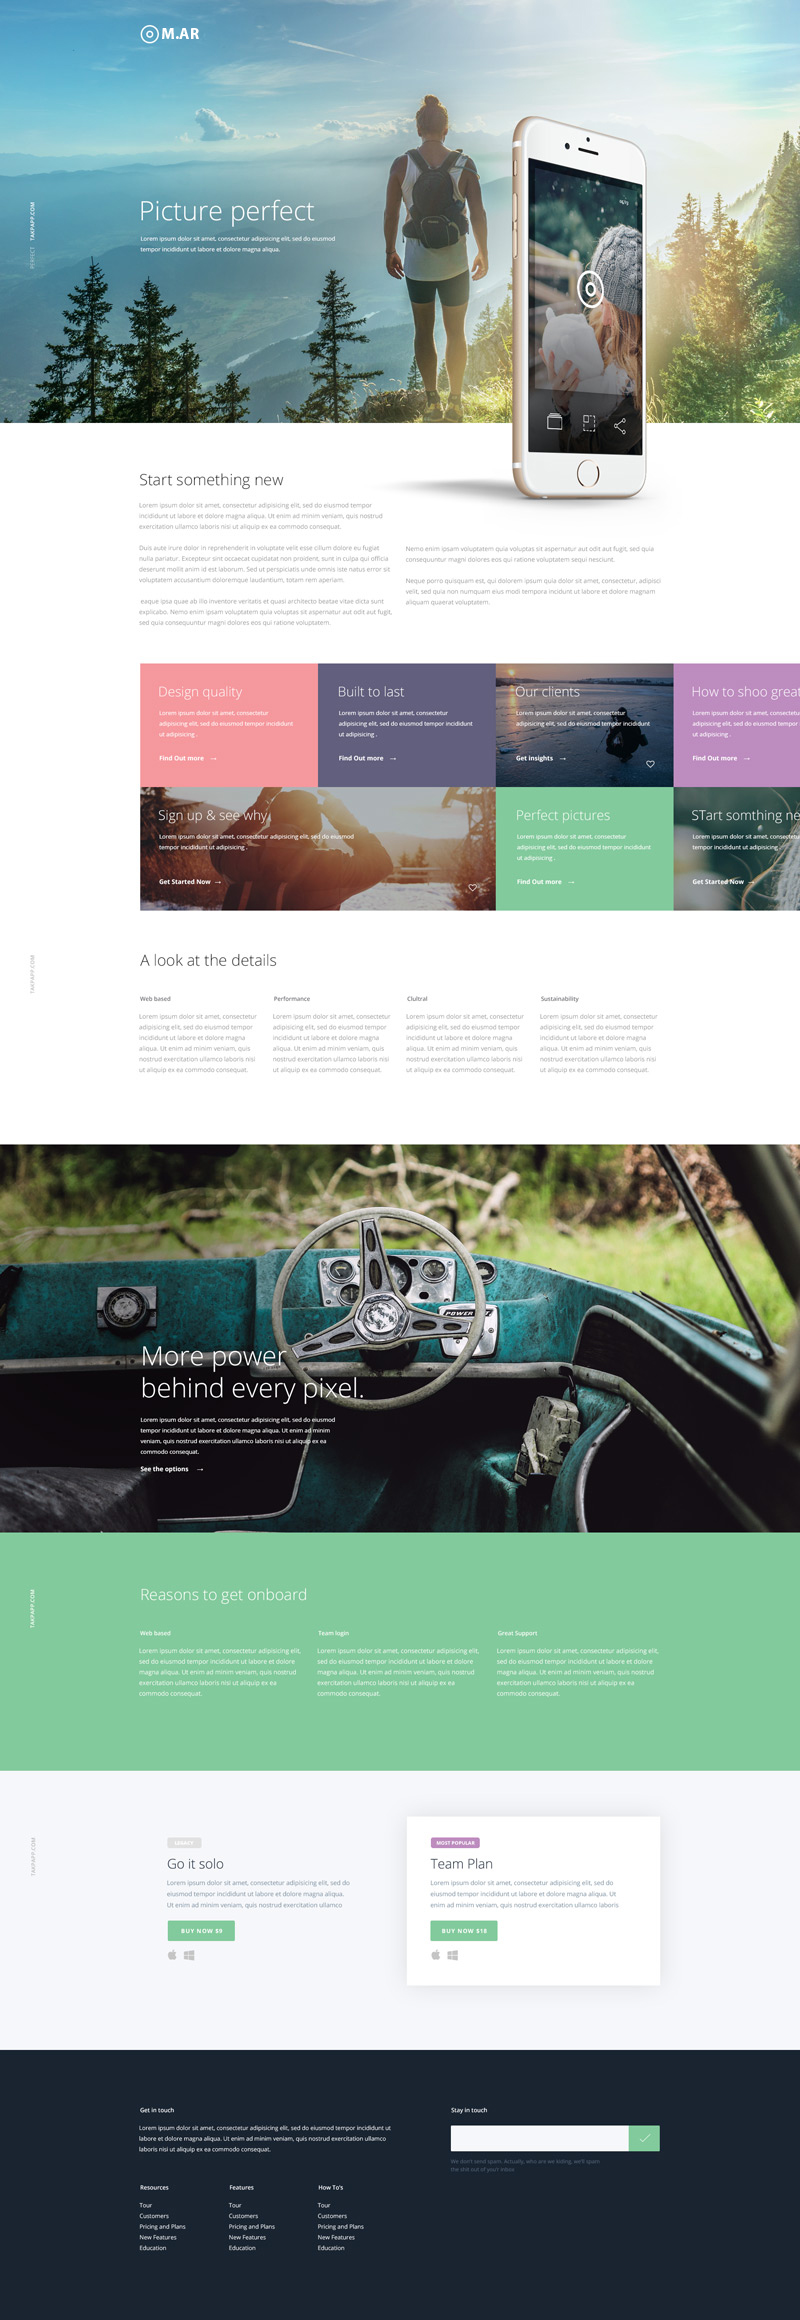 M.AR
PERFECT TAKPAPP.COM
Picture perfect
Lorem ipsum dolor sit amet, consectetur adipisicing elit, sed do eiusmod
tempor incididunt ut labore et dolore magna aliqua.
Start something new
Lorem ipsum dolor sit amet, consectetur adipisicing elit, sed do eiusmod tempor
incididunt ut labore et dolore magna aliqua. Ut enim ad minim veniam, quis nostrud
exercitation ullamco laboris nisi ut aliquip ex ea commodo consequat.
Duis aute irure dolor in reprehenderit in voluptate velit esse cillum dolore eu fugiat
nulla pariatur. Excepteur sint occaecat cupidatat non proident, sunt in culpa qui officia
deserunt mollit anim id est laborum. Sed ut perspiciatis unde omnis iste natus error sit
voluptatem accusantium doloremque laudantium, totam rem aperiam.
eaque ipsa quae ab illo inventore veritatis et quasi architecto beatae vitae dicta sunt
explicabo. Nemo enim ipsam voluptatem quia voluptas sit aspernatur aut odit aut fugit,
sed quia consequuntur magni dolores eos qui ratione voluptatem.
Nemo enim ipsam voluptatem quia voluptas sit aspernatur aut odit aut fugit, sed quia
consequuntur magni dolores eos qui ratione voluptatem sequi nesciunt.
Neque porro quisquam est, qui dolorem ipsum quia dolor sit amet, consectetur, adipisci
velit, sed quia non numquam eius modi tempora incidunt ut labore et dolore magnam
aliquam quaerat voluptatem.
Design quality
Lorem ipsum dolor sit amet, consectetur
adipisicing elit, sed do eiusmod tempor incididunt
ut adipisicing .
Find Out more →
Built to last
Lorem ipsum dolor sit amet, consectetur
adipisicing elit, sed do eiusmod tempor incididunt
ut adipisicing .
Find Out more →
Our clients
Lorem ipsum dolor sit amet, consectetur
adipisicing elit, sed do eiusmod tempor incididunt
Get insights →
How to shoo great
Lorem ipsum dolor sit amet, consectetu
adipisicing elit, sed do eiusmod tempo
ut adipisicing .
Find Out more →
Sign up & see why
Lorem ipsum dolor sit amet, consectetur adipisicing elit, sed do eiusmod
tempor incididunt ut adipisicing .
Get Started Now →
Perfect pictures
Lorem ipsum dolor sit amet, consectetur
adipisicing elit, sed do eiusmod tempor incididunt
ut adipisicing .
Find Out more →
STart somthing ne
Lorem ipsum dolor sit amet, consectetu
tempor incididunt ut adipisicing .
Get Started Now →
TAKPAPP.COM
A look at the details
Web based
Lorem ipsum dolor sit amet, consectetur
adipisicing elit, sed do eiusmod tempor
incididunt ut labore et dolore magna
aliqua. Ut enim ad minim veniam, quis
nostrud exercitation ullamco laboris nisi
ut aliquip ex ea commodo consequat.
Performance
Lorem ipsum dolor sit amet, consectetur
adipisicing elit, sed do eiusmod tempor
incididunt ut labore et dolore magna
aliqua. Ut enim ad minim veniam, quis
nostrud exercitation ullamco laboris nisi
ut aliquip ex ea commodo consequat.
Clultral
Lorem ipsum dolor sit amet, consectetur
adipisicing elit, sed do eiusmod tempor
incididunt ut labore et dolore magna
aliqua. Ut enim ad minim veniam, quis
nostrud exercitation ullamco laboris nisi
ut aliquip ex ea commodo consequat.
Sustainability
Lorem ipsum dolor sit amet, consectetur
adipisicing elit, sed do eiusmod tempor
incididunt ut labore et dolore magna
aliqua. Ut enim ad minim veniam, quis
nostrud exercitation ullamco laboris nisi
ut aliquip ex ea commodo consequat.
POWER
More power
behind every pixel.
Lorem ipsum dolor sit amet, consectetur adipisicing elit, sed do eiusmod
tempor incididunt ut labore et dolore magna aliqua. Ut enim ad minim
veniam, quis nostrud exercitation ullamco laboris nisi ut aliquip ex ea
commodo consequat.
See the options →
TAKPAPP.COM
Reasons to get onboard
Web based
Lorem ipsum dolor sit amet, consectetur adipisicing elit,
sed do eiusmod tempor incididunt ut labore et dolore
magna aliqua. Ut enim ad minim veniam, quis nostrud
exercitation ullamco laboris nisi ut aliquip ex ea
commodo consequat.
Team login
Lorem ipsum dolor sit amet, consectetur adipisicing elit,
sed do eiusmod tempor incididunt ut labore et dolore
magna aliqua. Ut enim ad minim veniam, quis nostrud
exercitation ullamco laboris nisi ut aliquip ex ea
commodo consequat.
Great Support
Lorem ipsum dolor sit amet, consectetur adipisicing elit,
sed do eiusmod tempor incididunt ut labore et dolore
magna aliqua. Ut enim ad minim veniam, quis nostrud
exercitation ullamco laboris nisi ut aliquip ex ea
commodo consequat.
TAKPAPP.COM
LEGACY
Go it solo
Lorem ipsum dolor sit amet, consectetur adipisicing elit, sed do
eiusmod tempor incididunt ut labore et dolore magna aliqua.
Ut enim ad minim veniam, quis nostrud exercitation ullamco
BUY NOW $9
MOST POPULAR
Team Plan
Lorem ipsum dolor sit amet, consectetur adipisicing elit, sed do
eiusmod tempor incididunt ut labore et dolore magna aliqua. Ut
enim ad minim veniam, quis nostrud exercitation ullamco laboris
BUY NOW $18
Get in touch
Lorem ipsum dolor sit amet, consectetur adipisicing elit, sed do eiusmod tempor incididunt ut
labore et dolore magna aliqua. Ut enim ad minim veniam, quis nostrud exercitation ullamco
laboris nisi ut aliquip ex ea commodo consequat.
Stay in touch
We don't send spam. Actually, who are we kiding, we'll spam
the shit out of your inbox
Resources
Tour
Customers
Pricing and Plans
New Features
Education
Features
Tour
Customers
Pricing and Plans
New Features
Education
How To's
Tour
Customers
Pricing and Plans
New Features
Education